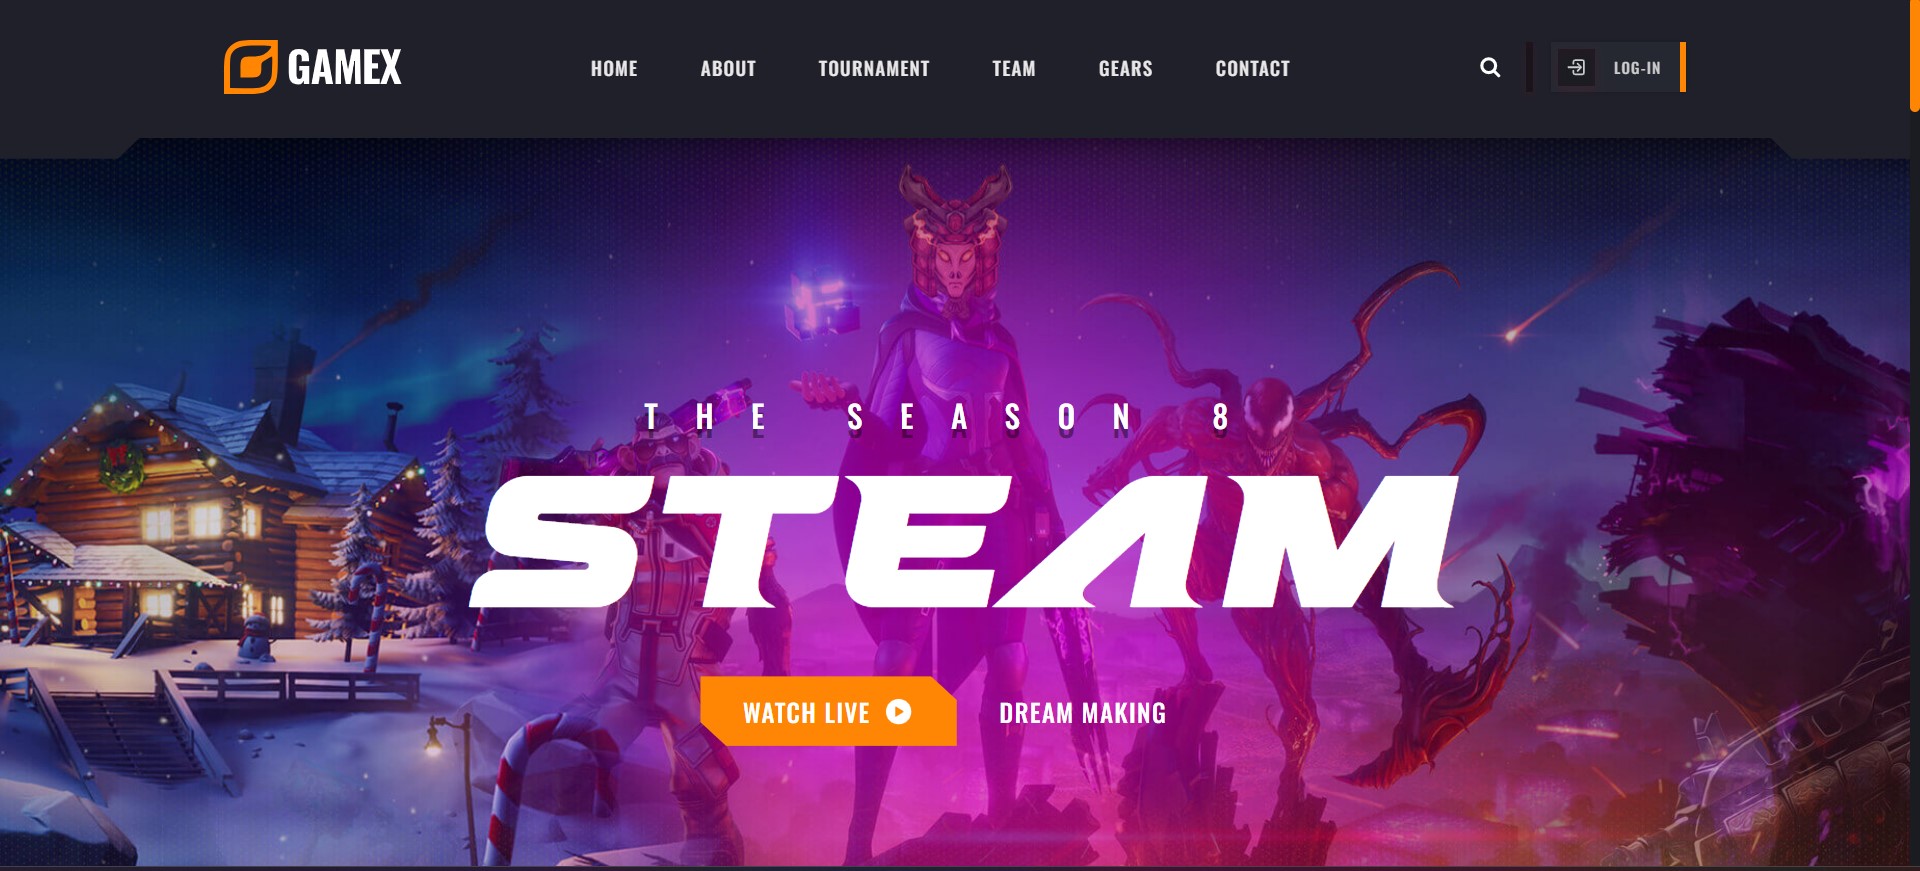 GAMEX
HOME ABOUT TOURNAMENT TEAM GEARS CONTACT
LOG-IN
THE SEASON 8
STEAM
WATCH LIVE
DREAM MAKING